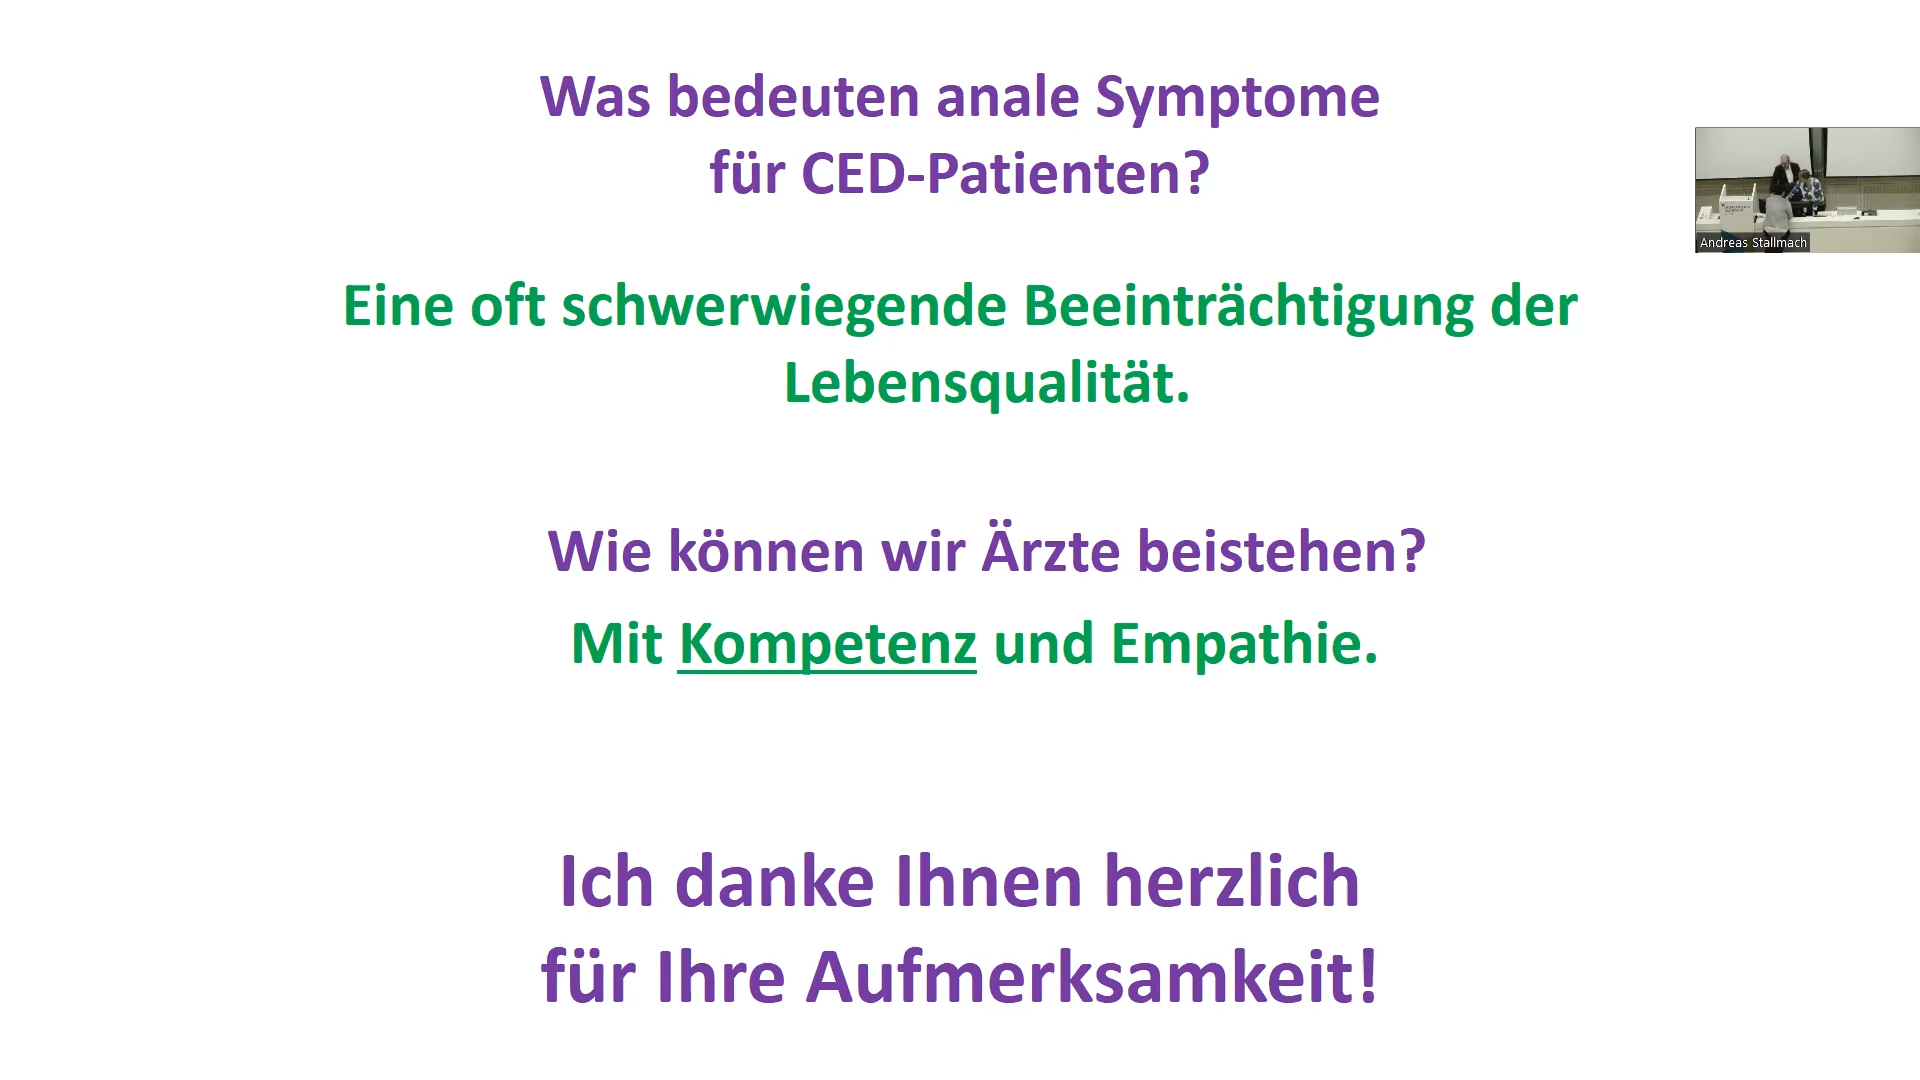 Was bedeuten anale Symptome
für CED-Patienten?
Eine oft schwerwiegende Beeinträchtigung der
Lebensqualität.
Wie können wir Ärzte beistehen?
Mit Kompetenz und Empathie.
Ich danke Ihnen herzlich
für Ihre Aufmerksamkeit!
Andreas Stallmach